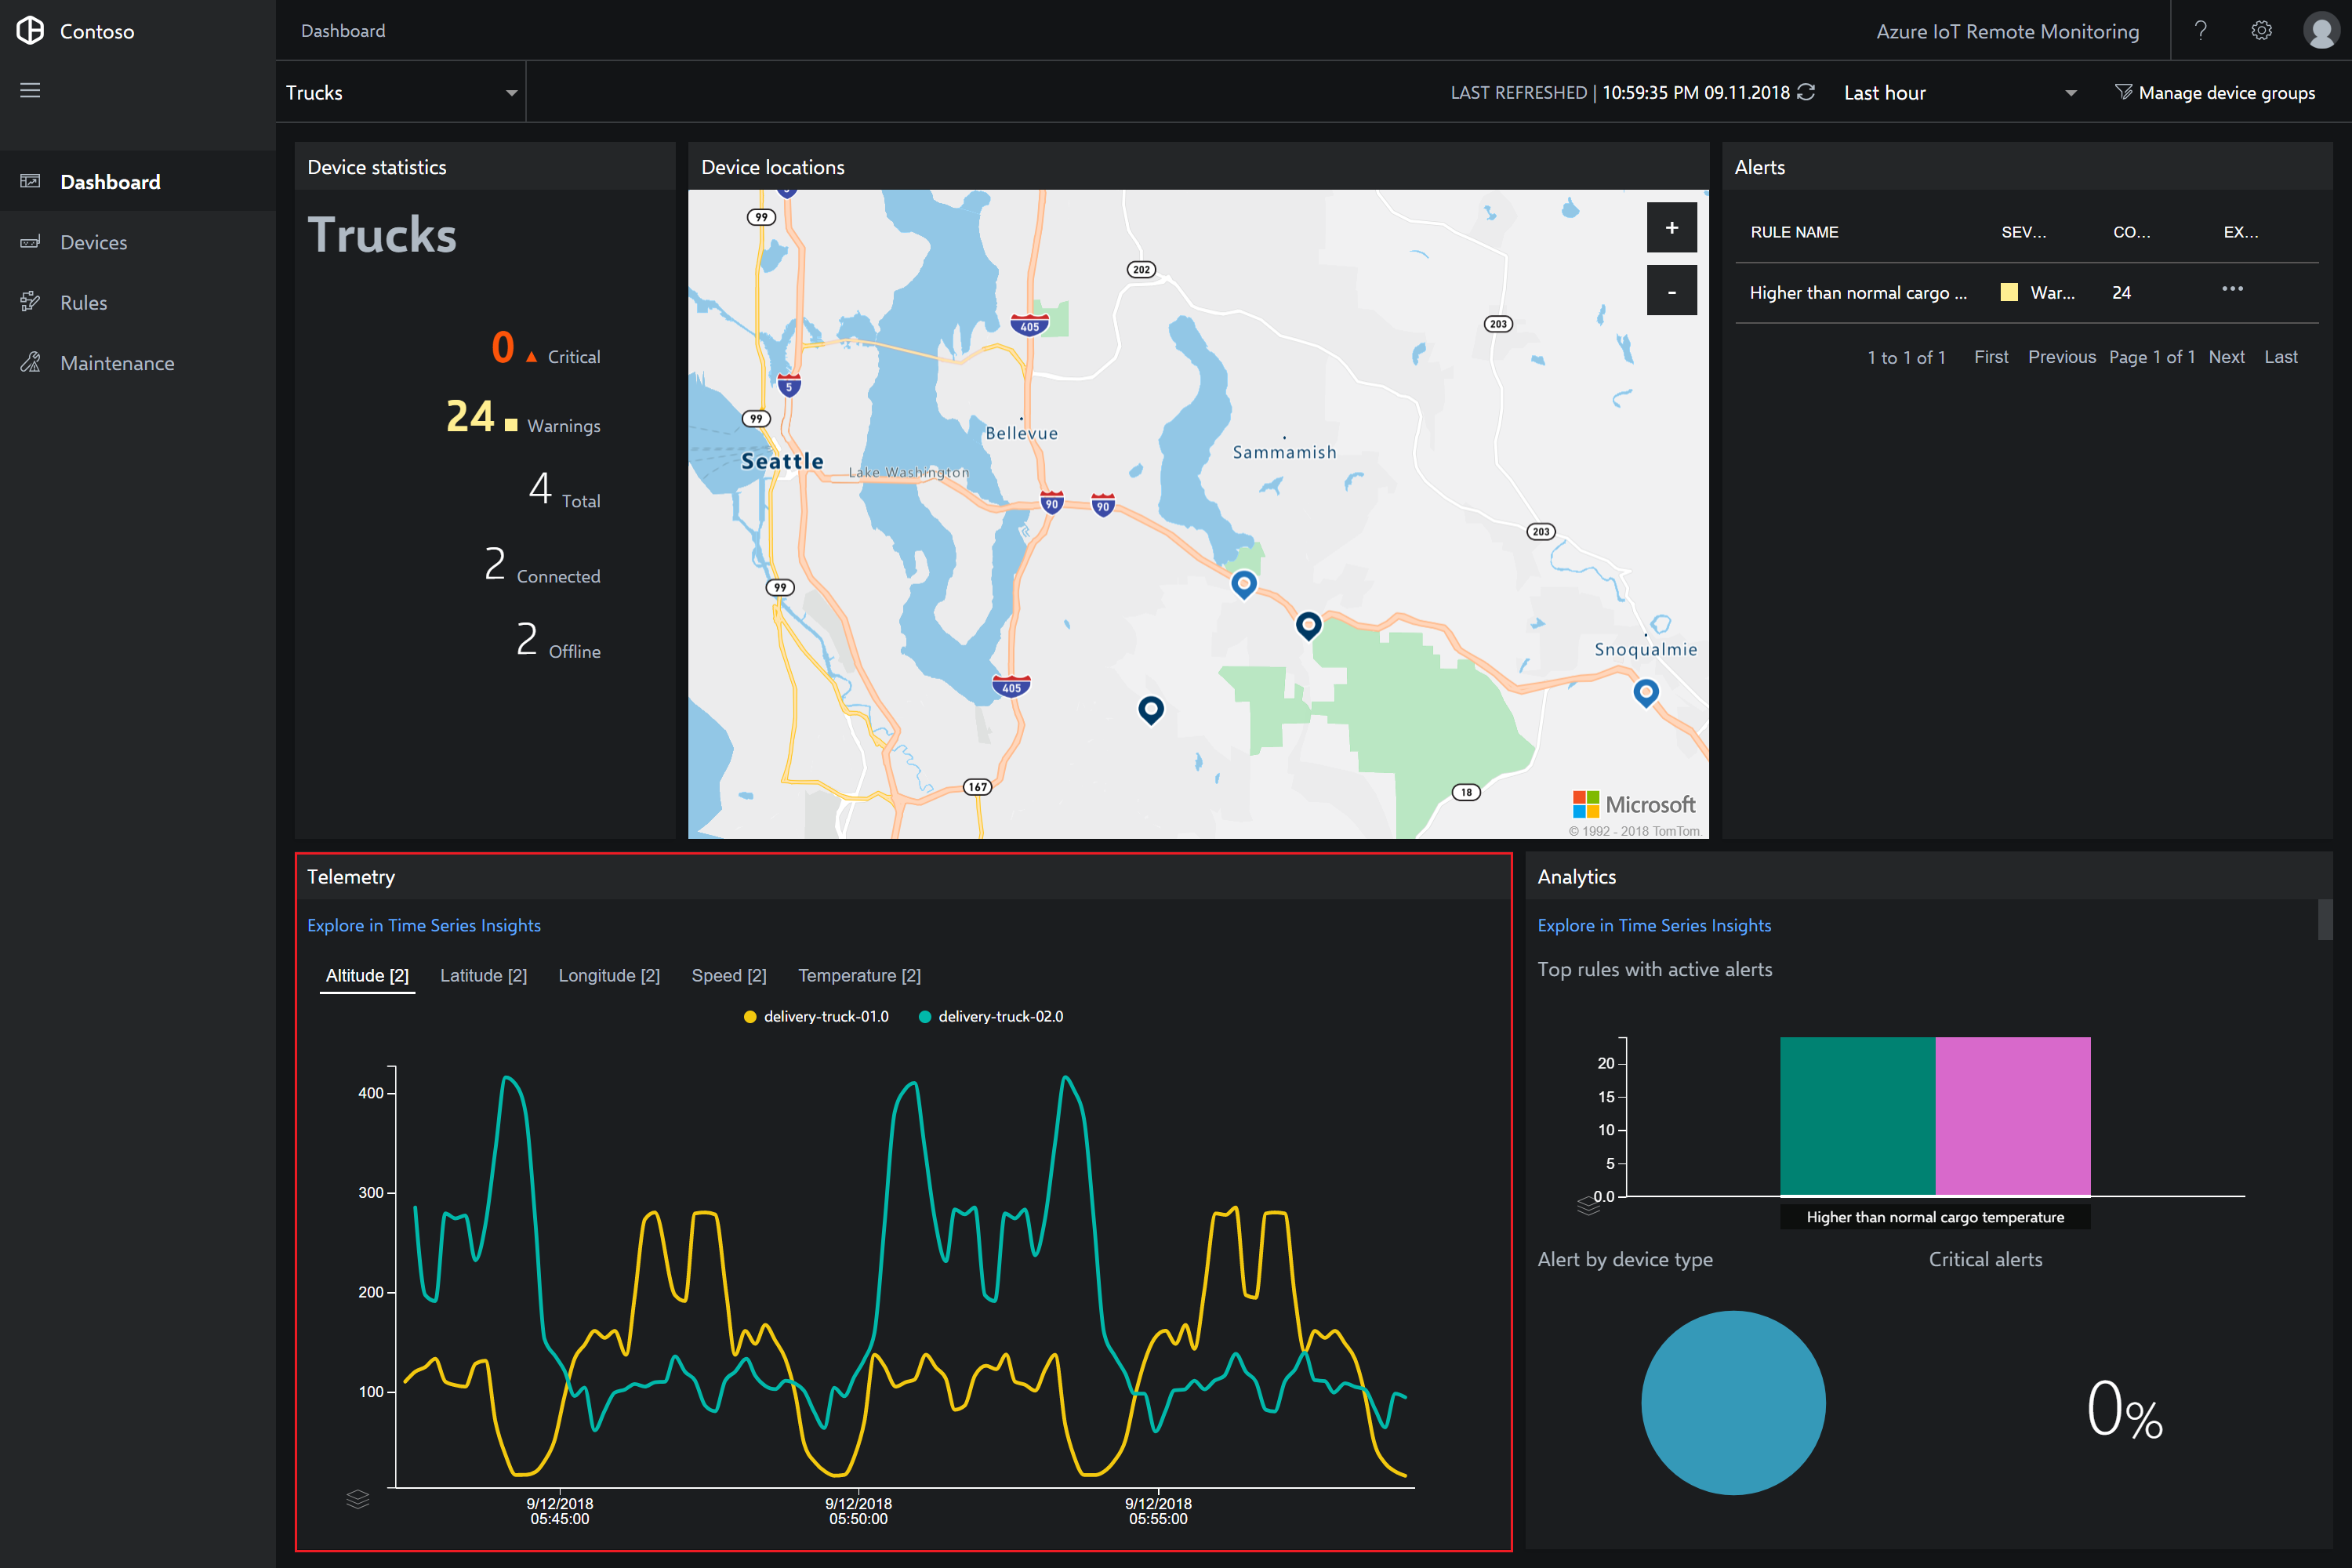 Contoso
Dashboard
Azure IoT Remote Monitoring
?
Trucks
LAST REFRESHED | 10:59:35 PM 09.11.2018
Last hour
Manage device groups
Dashboard
Devices
Rules
Maintenance
Device statistics
Trucks
0 Critical
24 Warnings
4 Total
2 Connected
2 Offline
Device locations
99
202
405
203
5
99
Bellevue
Sammamish
Seattle
Lake Washington
90
90
203
99
Snoqualmie
405
167
18
+
-
Microsoft
© 1992 - 2018 TomTom.
Alerts
RULE NAME SEV... CO... EX...
Higher than normal cargo ... War... 24 ...
1 to 1 of 1 First Previous Page 1 of 1 Next Last
Telemetry
Explore in Time Series Insights
Altitude [2] Latitude [2] Longitude [2] Speed [2] Temperature [2]
delivery-truck-01.0 delivery-truck-02.0
400
300
200
100
9/12/2018 9/12/2018 9/12/2018
05:45:00 05:50:00 05:55:00
Analytics
Explore in Time Series Insights
Top rules with active alerts
20
15
10
5
0.0
Higher than normal cargo temperature
Alert by device type
Critical alerts
0%